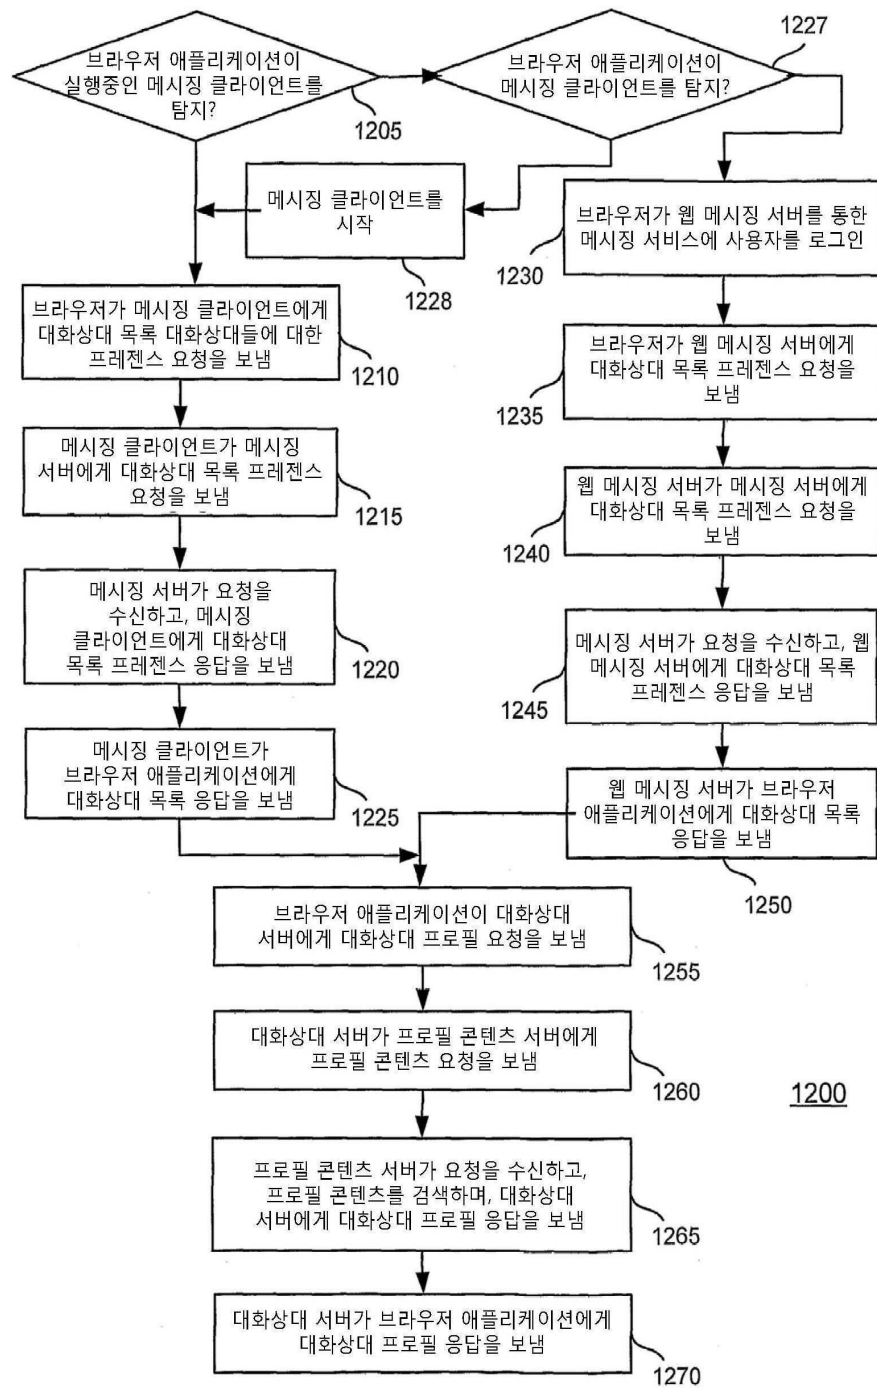 브라우저 애플리케이션이
실행중인 메시징 클라이언트를
탐지?
1205
브라우저 애플리케이션이
메시징 클라이언트를 탐지?
1227
메시징 클라이언트를
시작
1228
브라우저가 웹 메시징 서버를 통한
메시징 서비스에 사용자를 로그인
1230
브라우저가 메시징 클라이언트에게
대화상대 목록 대화상대들에 대한
프레젠스 요청을 보냄
1210
브라우저가 웹 메시징 서버에게
대화상대 목록 프레젠스 요청을
보냄
1235
메시징 클라이언트가 메시징
서버에게 대화상대 목록 프레젠스
요청을 보냄
1215
웹 메시징 서버가 메시징 서버에게
대화상대 목록 프레젠스 요청을
보냄
1240
메시징 서버가 요청을
수신하고, 메시징
클라이언트에게 대화상대
목록 프레젠스 응답을 보냄
1220
메시징 서버가 요청을 수신하고, 웹
메시징 서버에게 대화상대 목록
프레젠스 응답을 보냄
1245
메시징 클라이언트가
브라우저 애플리케이션에게
대화상대 목록 응답을 보냄
1225
웹 메시징 서버가 브라우저
애플리케이션에게 대화상대 목록
응답을 보냄
1250
브라우저 애플리케이션이 대화상대
서버에게 대화상대 프로필 요청을 보냄
1255
대화상대 서버가 프로필 콘텐츠 서버에게
프로필 콘텐츠 요청을 보냄
1260
1200
프로필 콘텐츠 서버가 요청을 수신하고,
프로필 콘텐츠를 검색하며, 대화상대
서버에게 대화상대 프로필 응답을 보냄
1265
대화상대 서버가 브라우저 애플리케이션에게
대화상대 프로필 응답을 보냄
1270